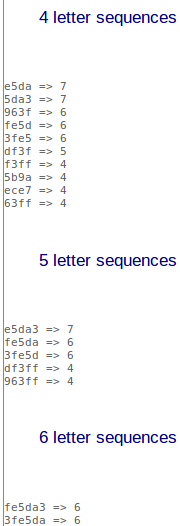 4 letter sequences
e5da => 7
5da3 => 7
963f => 6
fe5d => 6
3fe5 => 6
df3f => 5
f3ff => 4
5b9a => 4
ece7 => 4
63ff => 4
5 letter sequences
e5da3 => 7
fe5da => 6
3fe5d => 6
df3ff => 4
963ff => 4
6 letter sequences
fe5da3 => 6
3fe5da => 6